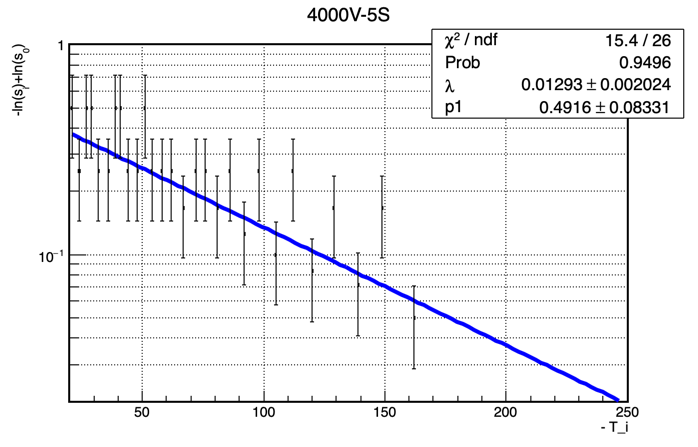 4000V-5S
χ² / ndf 15.4 / 26
Prob 0.9496
λ 0.01293 ± 0.002024
p1 0.4916 ± 0.08331
-ln(s_i)+ln(s_0)
1
10⁻¹
50 100 150 200 250
- T_i